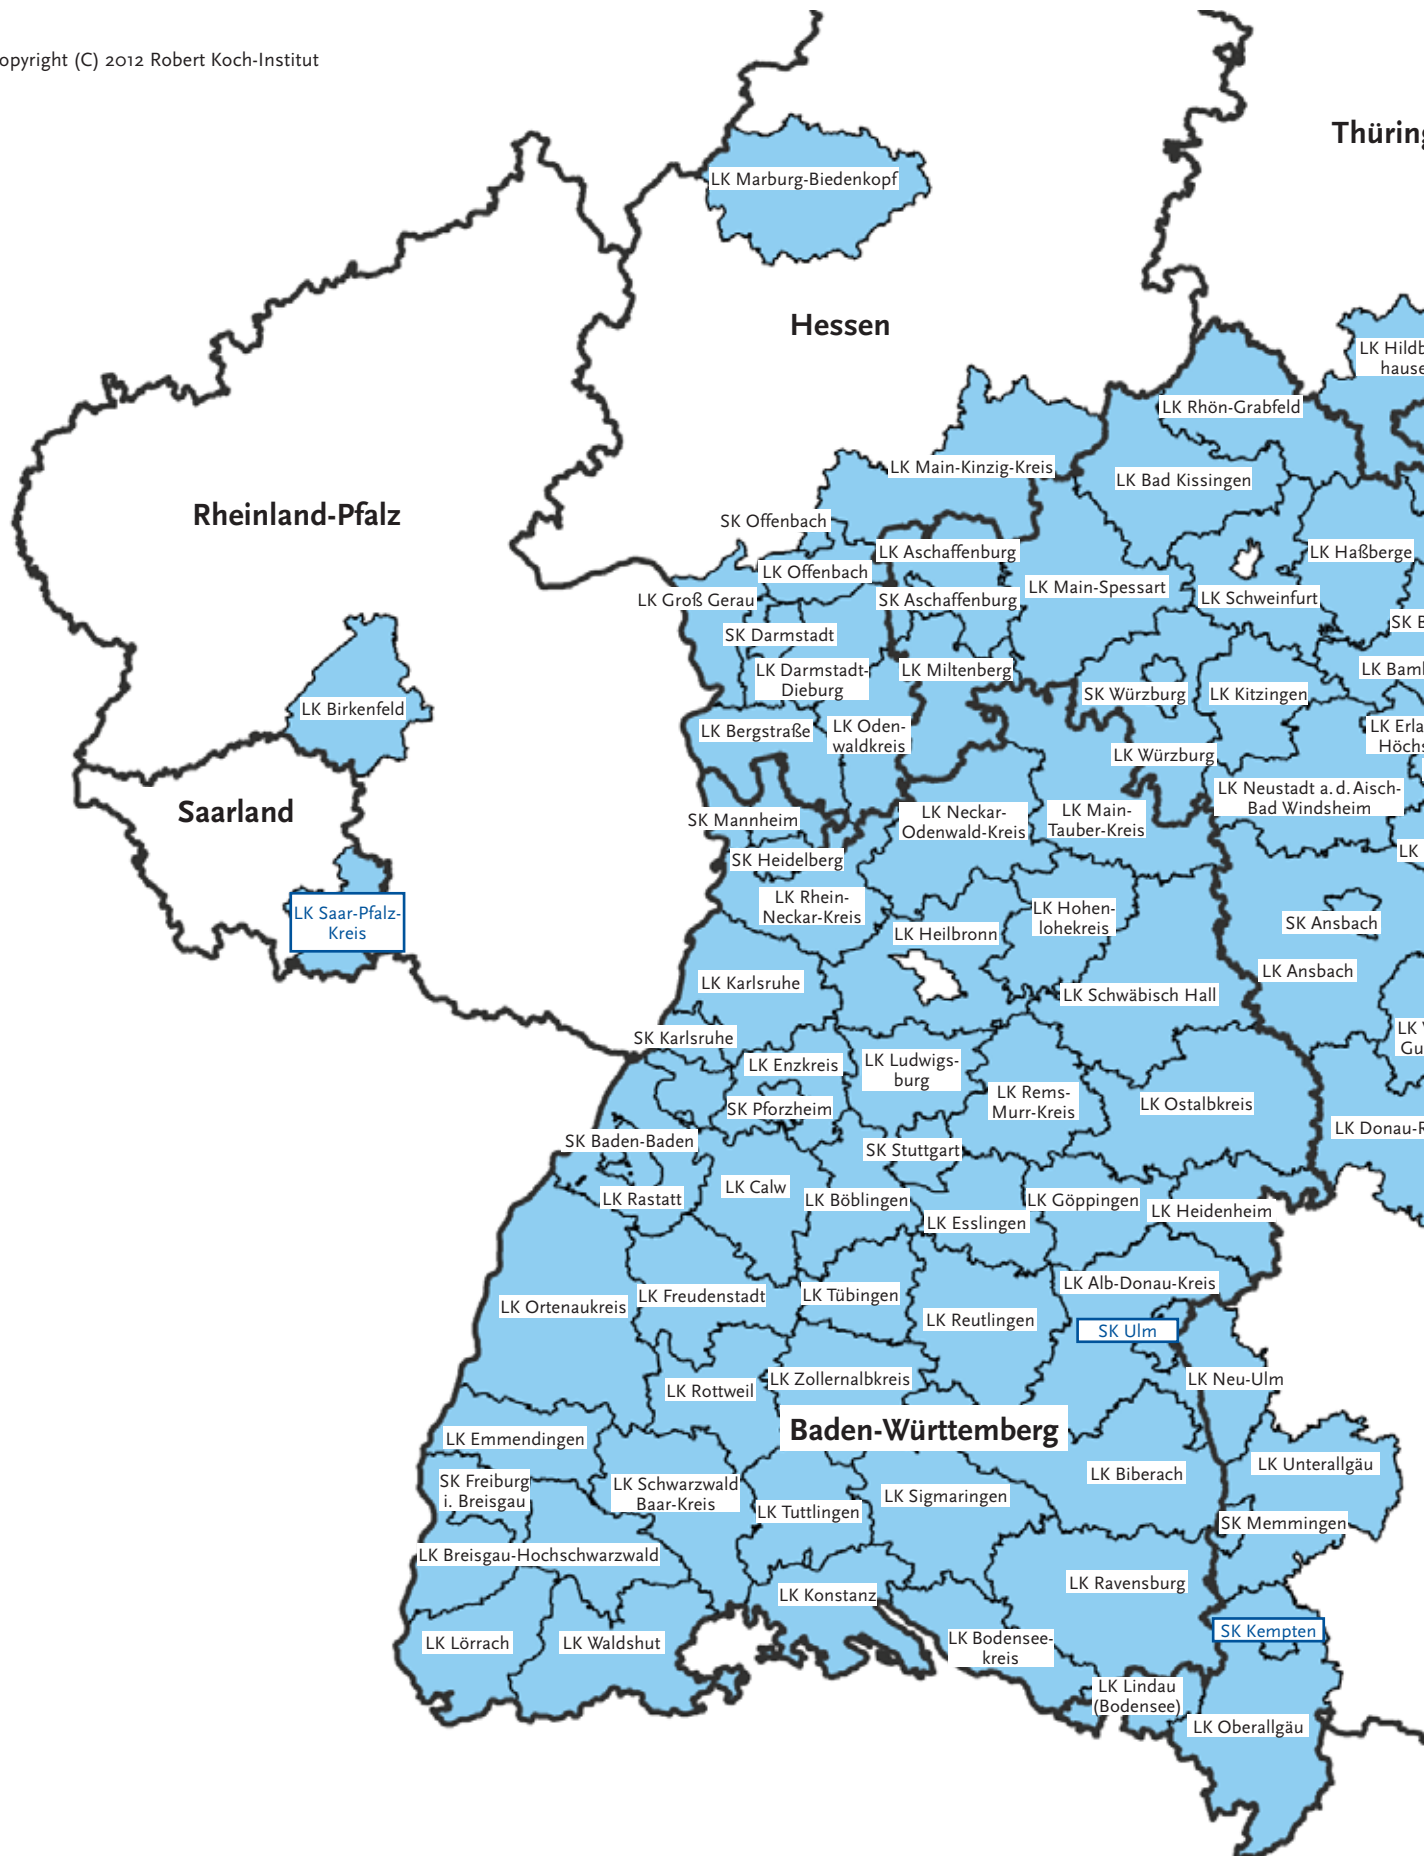 opyright (C) 2012 Robert Koch-Institut
Thüring
LK Marburg-Biedenkopf
Hessen
LK Hildb
hause
LK Rhön-Grabfeld
LK Main-Kinzig-Kreis
LK Bad Kissingen
Rheinland-Pfalz
SK Offenbach
LK Aschaffenburg
LK Haßberge
LK Offenbach
LK Main-Spessart
LK Groß Gerau
SK Aschaffenburg
LK Schweinfurt
SK B
SK Darmstadt
LK Darmstadt-
Dieburg
LK Miltenberg
LK Bam
SK Würzburg
LK Kitzingen
LK Birkenfeld
LK Bergstraße
LK Oden-
waldkreis
LK Erla
Höchs
LK Würzburg
LK Neustadt a. d. Aisch-
Bad Windsheim
Saarland
SK Mannheim
LK Neckar-
Odenwald-Kreis
LK Main-
Tauber-Kreis
LK
SK Heidelberg
LK Rhein-
Neckar-Kreis
LK Saar-Pfalz-
Kreis
LK Hohen-
lohekreis
SK Ansbach
LK Heilbronn
LK Ansbach
LK Karlsruhe
LK Schwäbisch Hall
SK Karlsruhe
LK
Gu
LK Enzkreis
LK Ludwigs-
burg
LK Rems-
Murr-Kreis
SK Pforzheim
LK Ostalbkreis
LK Donau-R
SK Baden-Baden
SK Stuttgart
LK Calw
LK Rastatt
LK Böblingen
LK Göppingen
LK Heidenheim
LK Esslingen
LK Alb-Donau-Kreis
LK Ortenaukreis
LK Freudenstadt
LK Tübingen
LK Reutlingen
SK Ulm
LK Zollernalbkreis
LK Neu-Ulm
LK Rottweil
Baden-Württemberg
LK Emmendingen
LK Unterallgäu
LK Biberach
SK Freiburg
i. Breisgau
LK Schwarzwald
Baar-Kreis
LK Sigmaringen
LK Tuttlingen
SK Memmingen
LK Breisgau-Hochschwarzwald
LK Ravensburg
LK Konstanz
SK Kempten
LK Lörrach
LK Waldshut
LK Bodensee-
kreis
LK Lindau
(Bodensee)
LK Oberallgäu